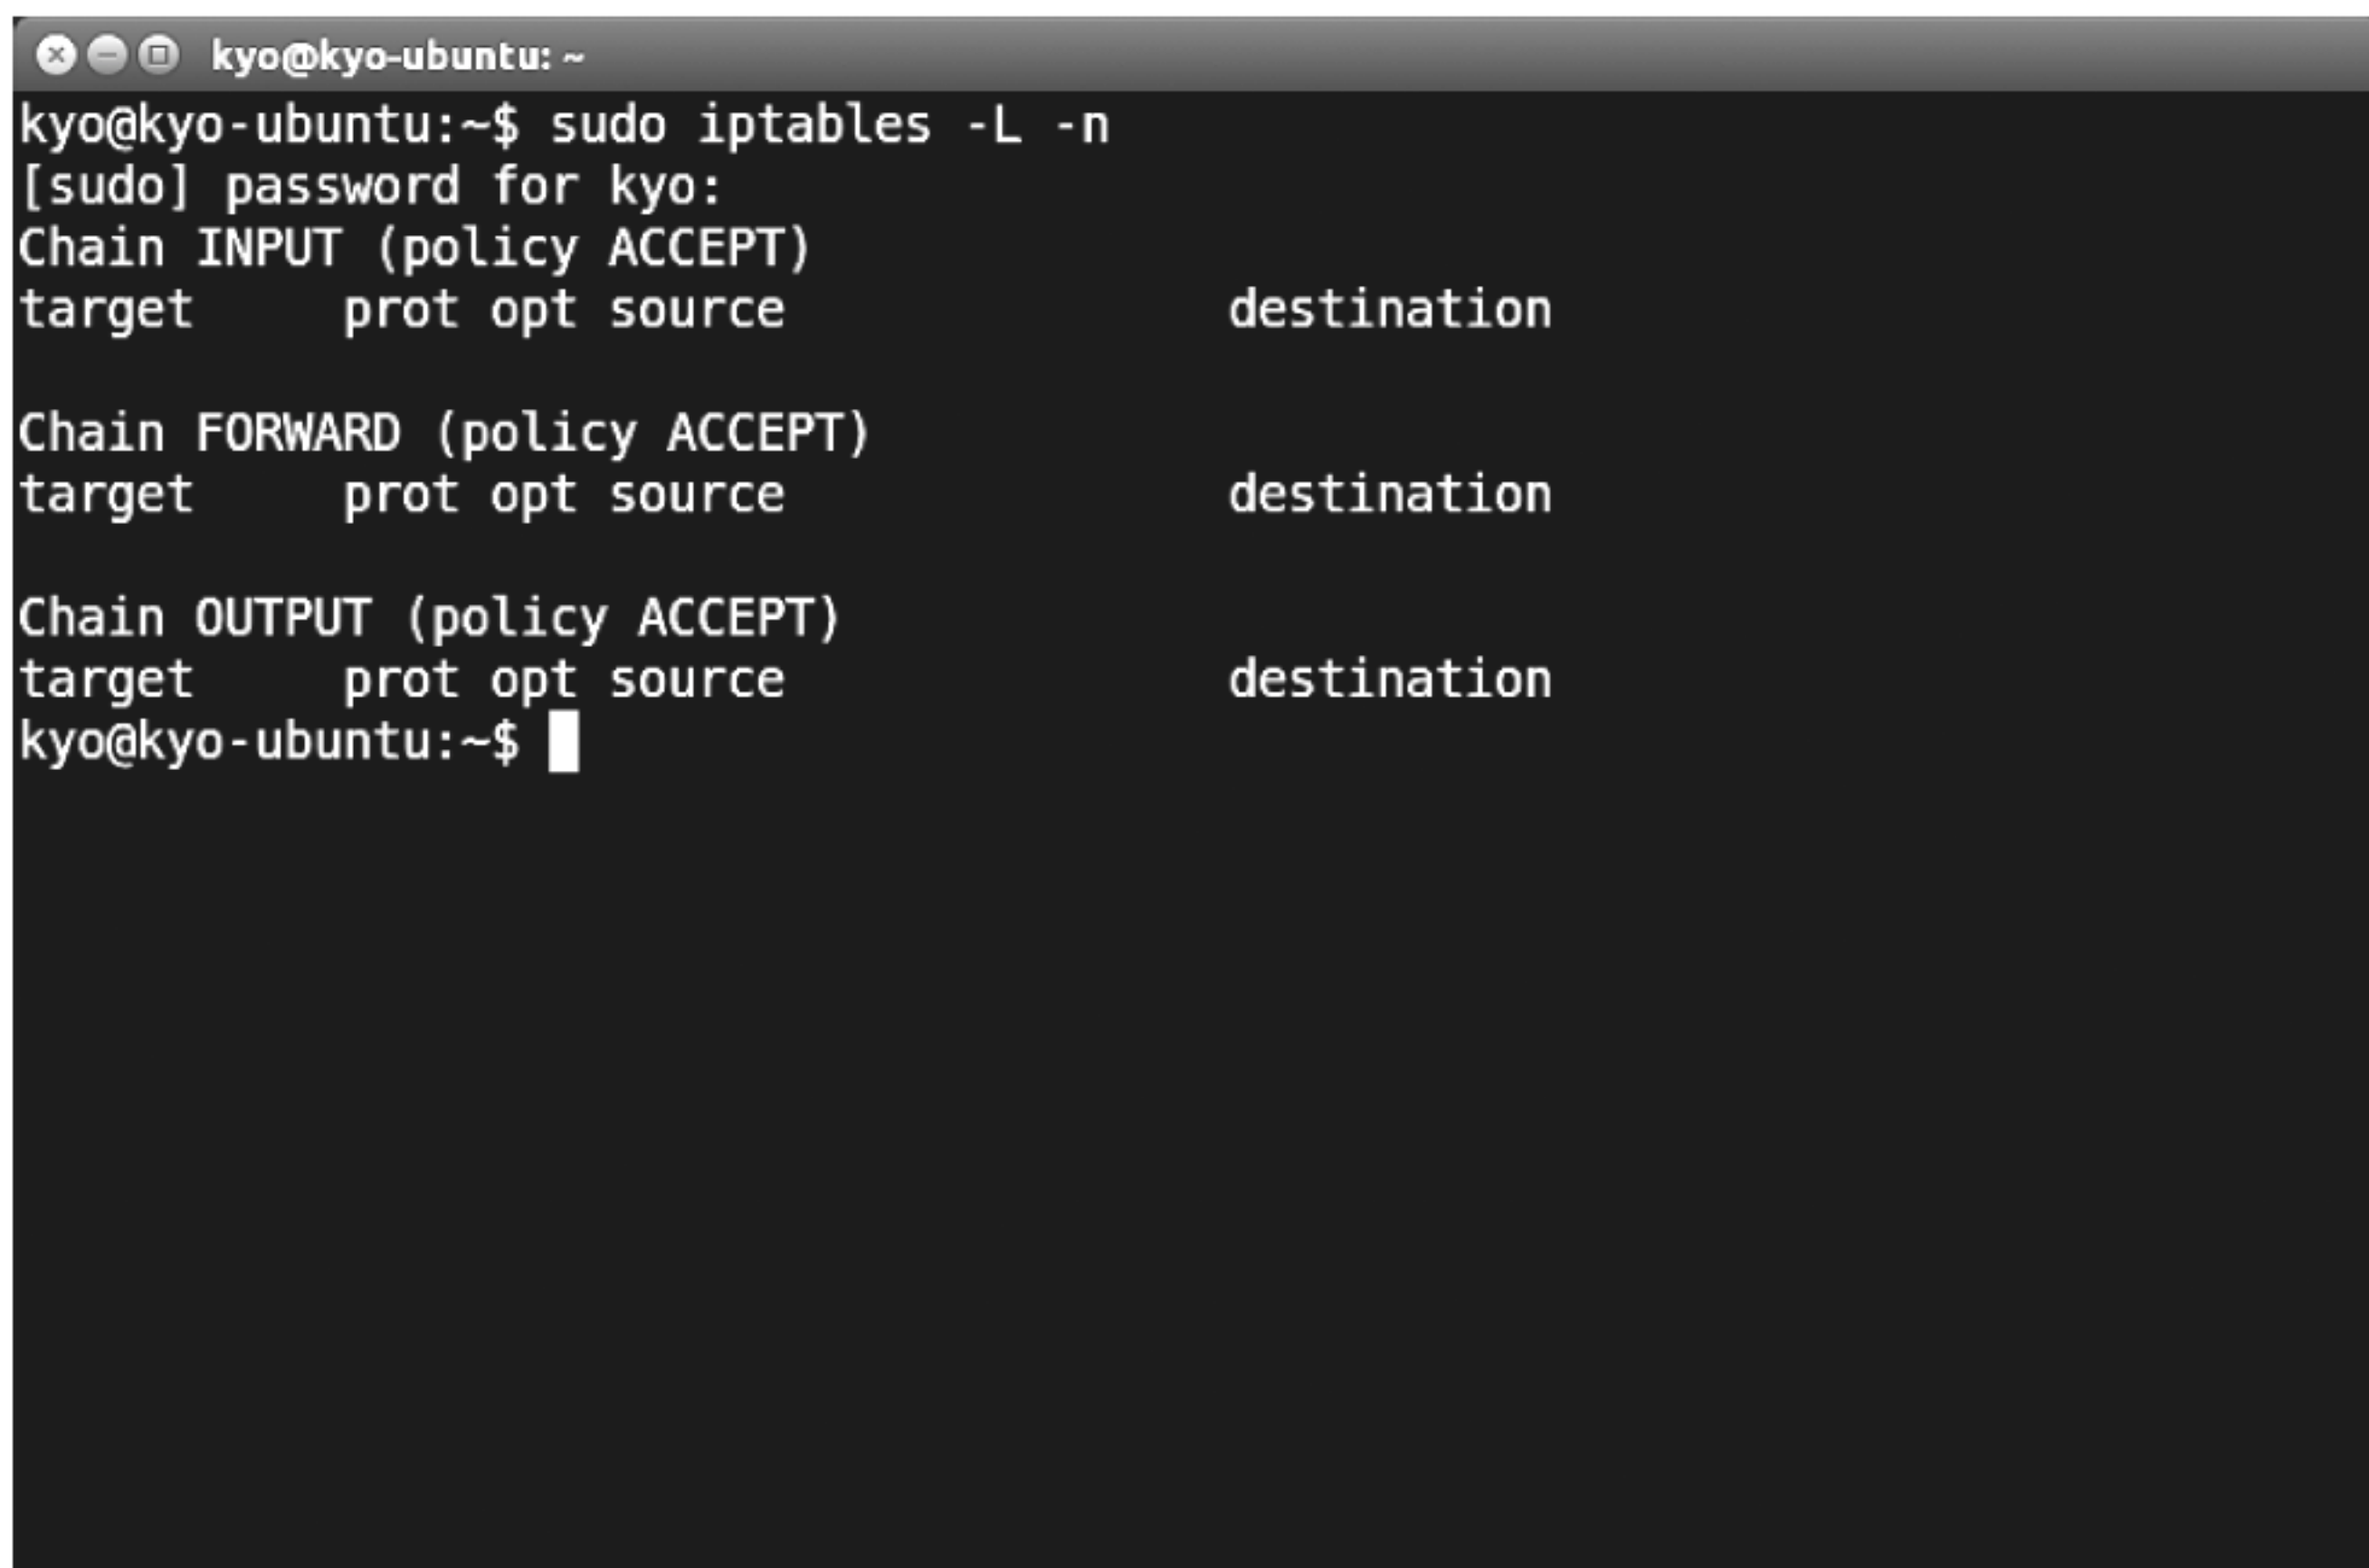 kyo@kyo-ubuntu: ~
kyo@kyo-ubuntu:~$ sudo iptables -L -n
[sudo] password for kyo:
Chain INPUT (policy ACCEPT)
target     prot opt source               destination

Chain FORWARD (policy ACCEPT)
target     prot opt source               destination

Chain OUTPUT (policy ACCEPT)
target     prot opt source               destination
kyo@kyo-ubuntu:~$